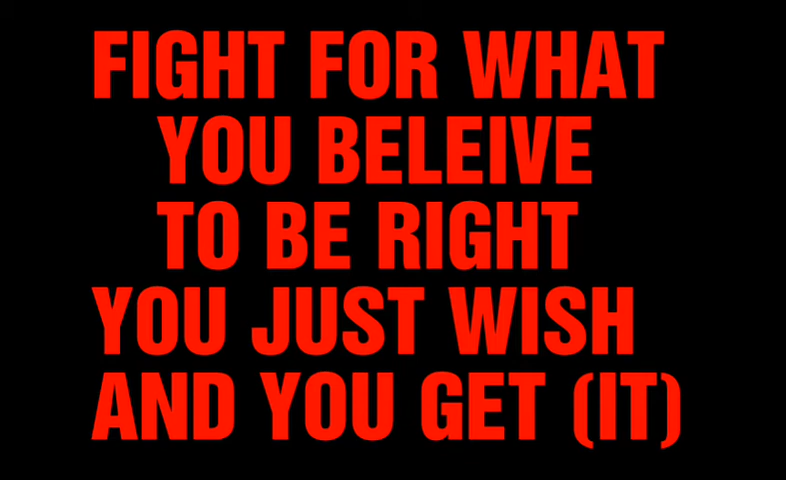 FIGHT FOR WHAT
YOU BELEIVE
TO BE RIGHT
YOU JUST WISH
AND YOU GET (IT)